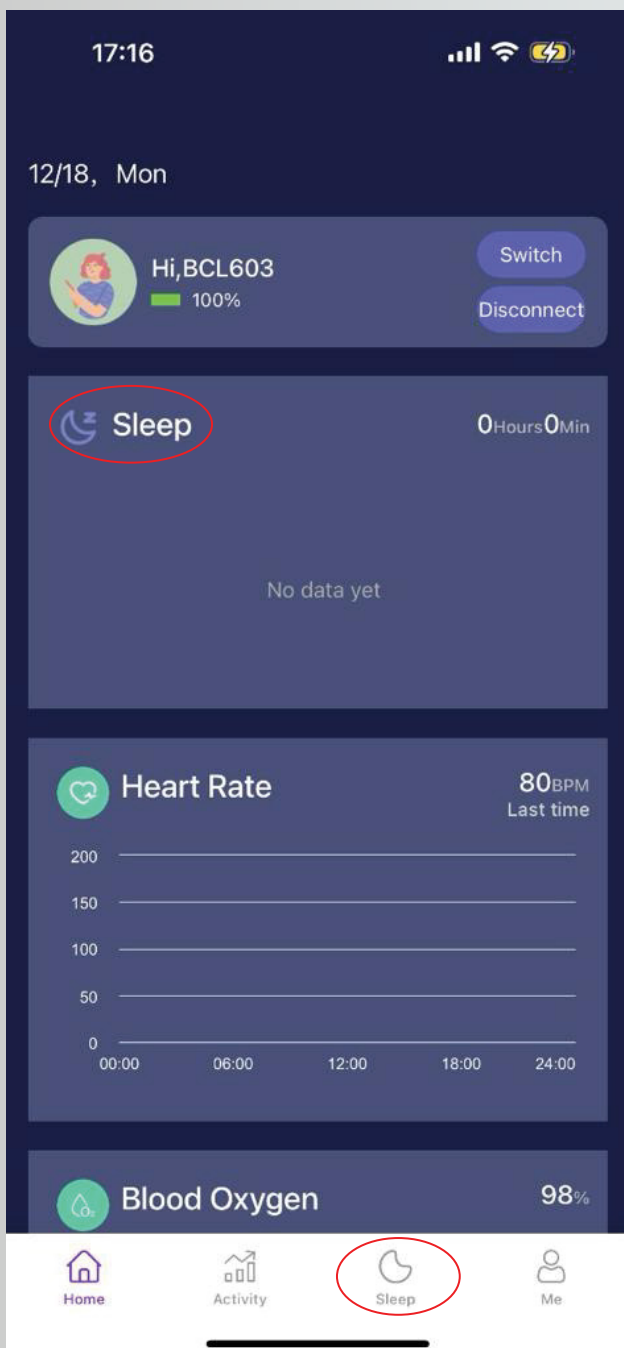 17:16
12/18, Mon
Hi,BCL603
100%
Switch
Disconnect
Sleep
0Hours0Min
No data yet
Heart Rate
80BPM
Last time
200
150
100
50
0
00:00 06:00 12:00 18:00 24:00
Blood Oxygen
98%
Home Activity Sleep Me